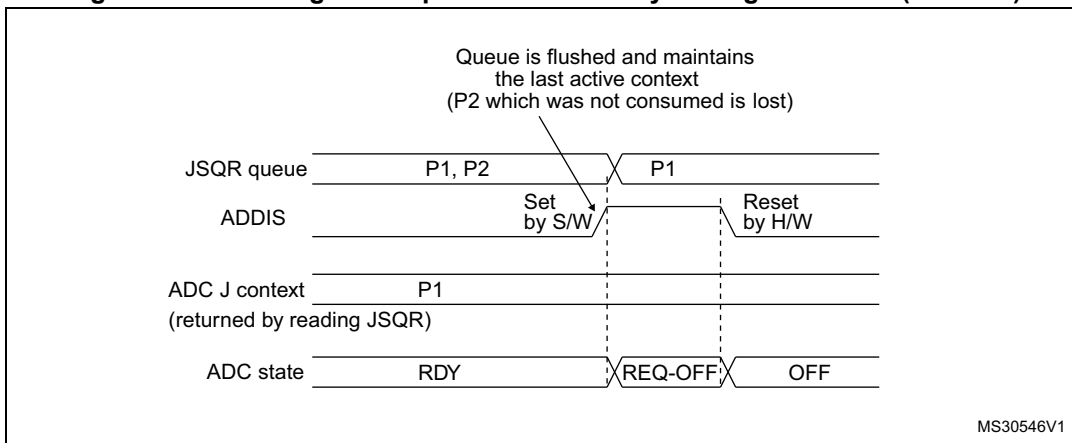 Queue is flushed and maintains
the last active context
(P2 which was not consumed is lost)
JSQR queue P1, P2 P1
ADDIS Set by S/W Reset by H/W
ADC J context P1
(returned by reading JSQR)
ADC state RDY REQ-OFF OFF
MS30546V1